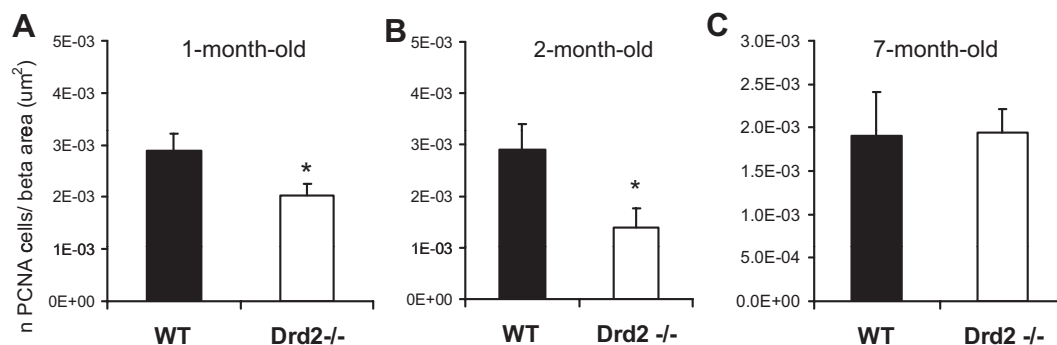 A
1-month-old
n PCNA cells/ beta area (um²)
5E-03
4E-03
3E-03
2E-03
1E-03
0E+00
*
WT
Drd2-/-
B
2-month-old
5E-03
4E-03
3E-03
2E-03
1E-03
0E+00
*
WT
Drd2 -/-
C
7-month-old
3.0E-03
2.5E-03
2.0E-03
1.5E-03
1.0E-03
5.0E-04
0.0E+00
WT
Drd2 -/-